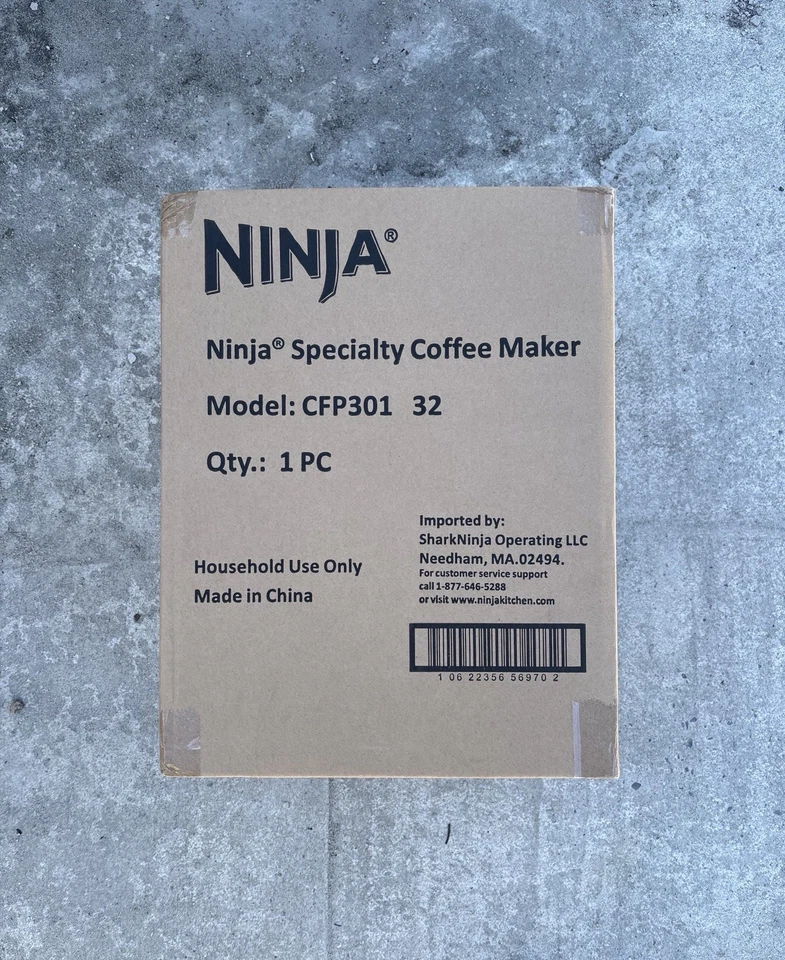 NINJA®
Ninja® Specialty Coffee Maker
Model: CFP301 32
Qty.: 1 PC
Household Use Only
Made in China
Imported by:
SharkNinja Operating LLC
Needham, MA.02494.
For customer service support
call 1-877-646-5288
or visit www.ninjakitchen.com
1 06 22356 56970 2